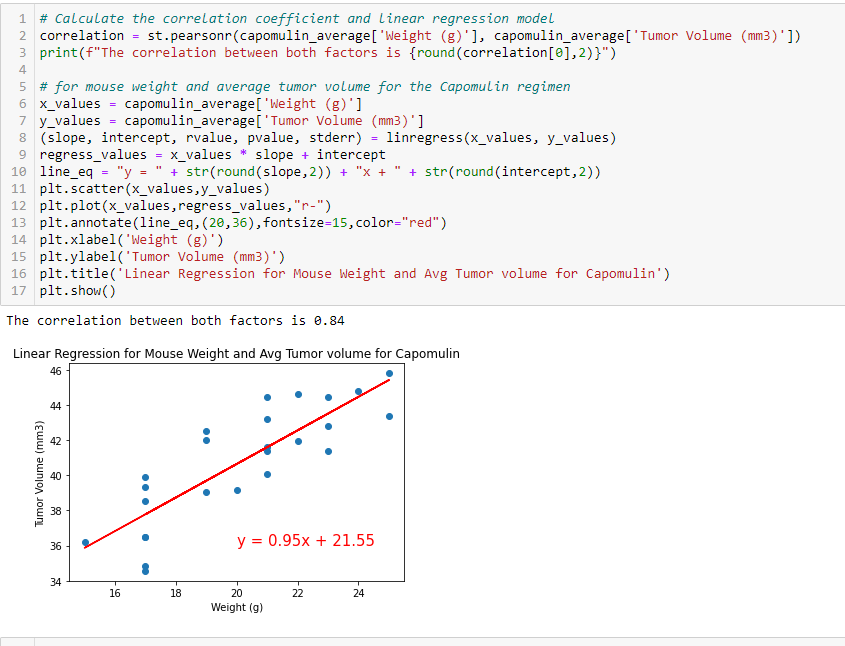 1 # Calculate the correlation coefficient and linear regression model
2 correlation = st.pearsonr(capomulin_average['Weight (g)'], capomulin_average['Tumor Volume (mm3)'])
3 print(f"The correlation between both factors is {round(correlation[0],2)}")
4
5 # for mouse weight and average tumor volume for the Capomulin regimen
6 x_values = capomulin_average['Weight (g)']
7 y_values = capomulin_average['Tumor Volume (mm3)']
8 (slope, intercept, rvalue, pvalue, stderr) = linregress(x_values, y_values)
9 regress_values = x_values * slope + intercept
10 line_eq = "y = " + str(round(slope,2)) + "x + " + str(round(intercept,2))
11 plt.scatter(x_values,y_values)
12 plt.plot(x_values,regress_values,"r-")
13 plt.annotate(line_eq,(20,36),fontsize=15,color="red")
14 plt.xlabel('Weight (g)')
15 plt.ylabel('Tumor Volume (mm3)')
16 plt.title('Linear Regression for Mouse Weight and Avg Tumor volume for Capomulin')
17 plt.show()
The correlation between both factors is 0.84
Linear Regression for Mouse Weight and Avg Tumor volume for Capomulin
46
44
42
40
38
36
34
Tumor Volume (mm3)
y = 0.95x + 21.55
16 18 20 22 24
Weight (g)